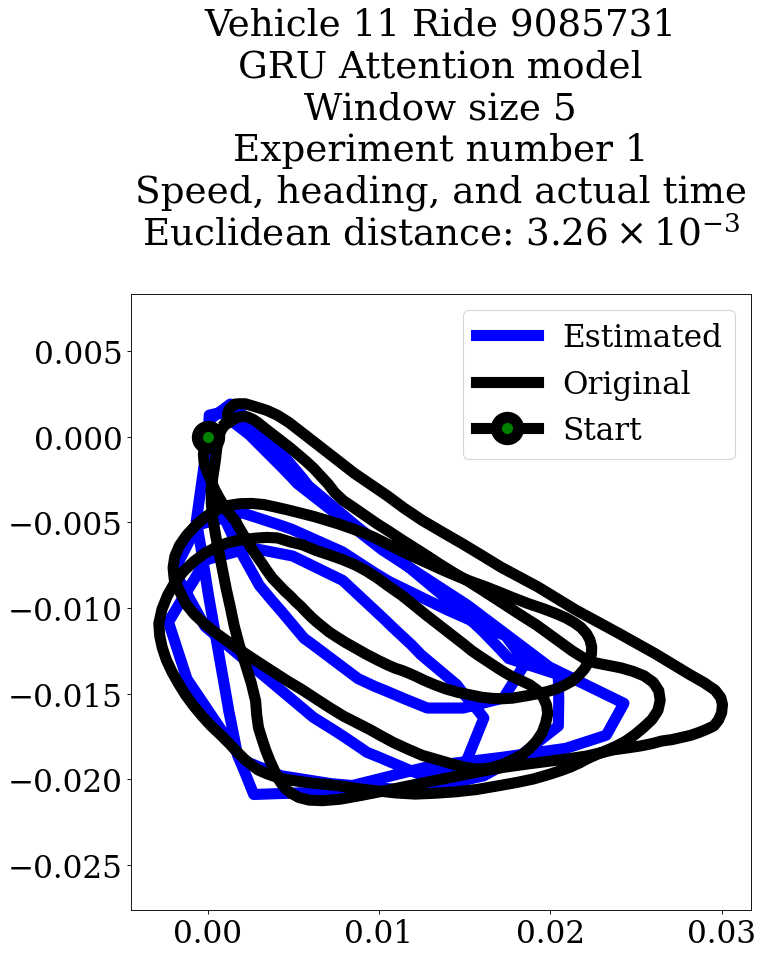 Vehicle 11 Ride 9085731
GRU Attention model
Window size 5
Experiment number 1
Speed, heading, and actual time
Euclidean distance: 3.26 × 10⁻³
Estimated
Original
Start
0.005
0.000
−0.005
−0.010
−0.015
−0.020
−0.025
0.00
0.01
0.02
0.03